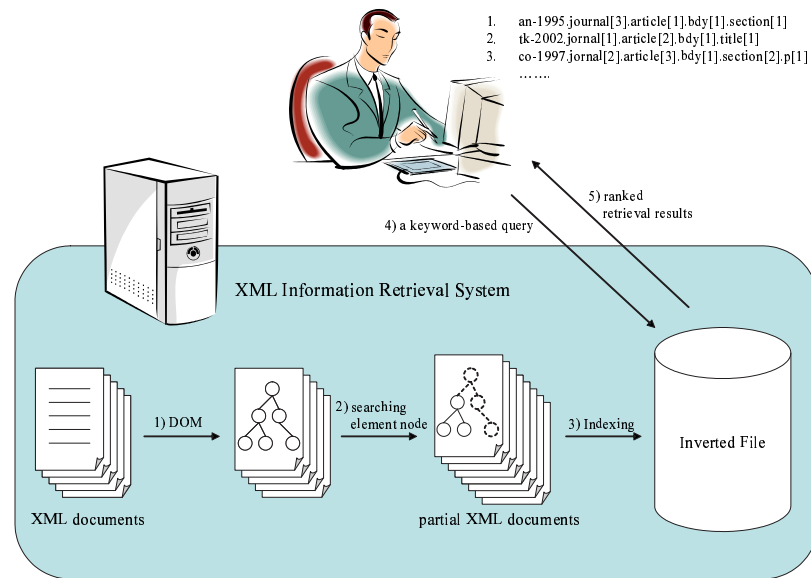 1. an-1995.journal[3].article[1].bdy[1].section[1]
2. tk-2002.jornal[1].article[2].bdy[1].title[1]
3. co-1997.jornal[2].article[3].bdy[1].section[2].p[1]
.......
5) ranked
retrieval results
4) a keyword-based query
XML Information Retrieval System
1) DOM
2) searching
element node
3) Indexing
Inverted File
XML documents
partial XML documents